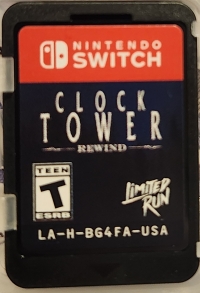 NINTENDO
SWITCH
CLOCK
TOWER
REWIND
TEEN
T
ESRB
LIMITED
RUN
LA-H-BG4FA-USA